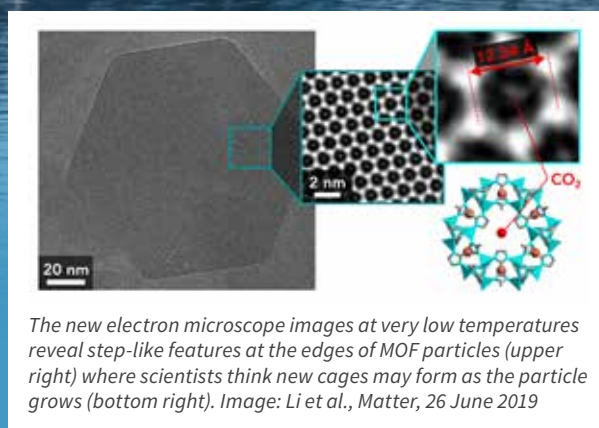 12.34 Å
CO₂
2 nm
20 nm
The new electron microscope images at very low temperatures
reveal step-like features at the edges of MOF particles (upper
right) where scientists think new cages may form as the particle
grows (bottom right). Image: Li et al., Matter, 26 June 2019